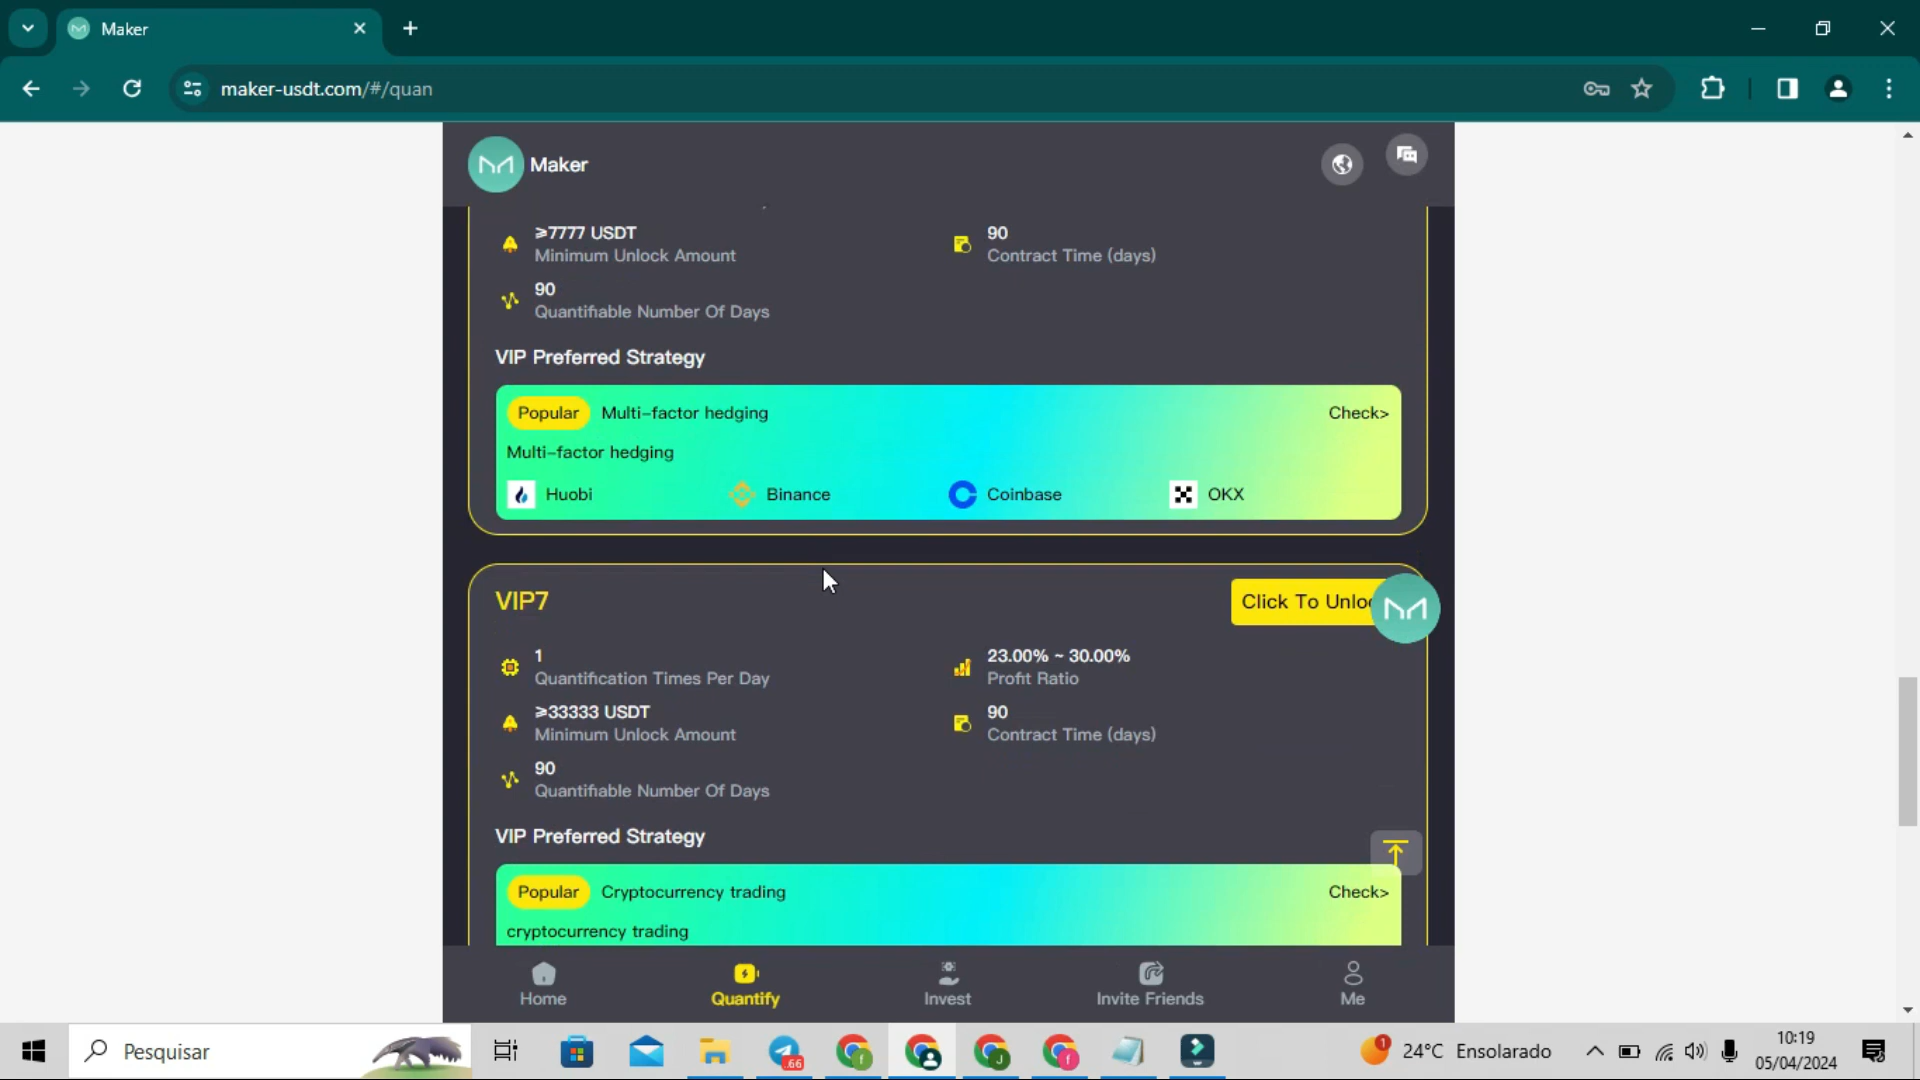 Maker
maker-usdt.com/#/quan
Maker
≥7777 USDT
Minimum Unlock Amount
90
Contract Time (days)
90
Quantifiable Number Of Days
VIP Preferred Strategy
Popular Multi-factor hedging Check>
Multi-factor hedging
Huobi Binance Coinbase OKX
VIP7
Click To Unloc
1
Quantification Times Per Day
23.00% ~ 30.00%
Profit Ratio
≥33333 USDT
Minimum Unlock Amount
90
Contract Time (days)
90
Quantifiable Number Of Days
VIP Preferred Strategy
Popular Cryptocurrency trading Check>
cryptocurrency trading
Home Quantify Invest Invite Friends Me
Pesquisar
.66
J
f
1
24°C Ensolarado
10:19
05/04/2024